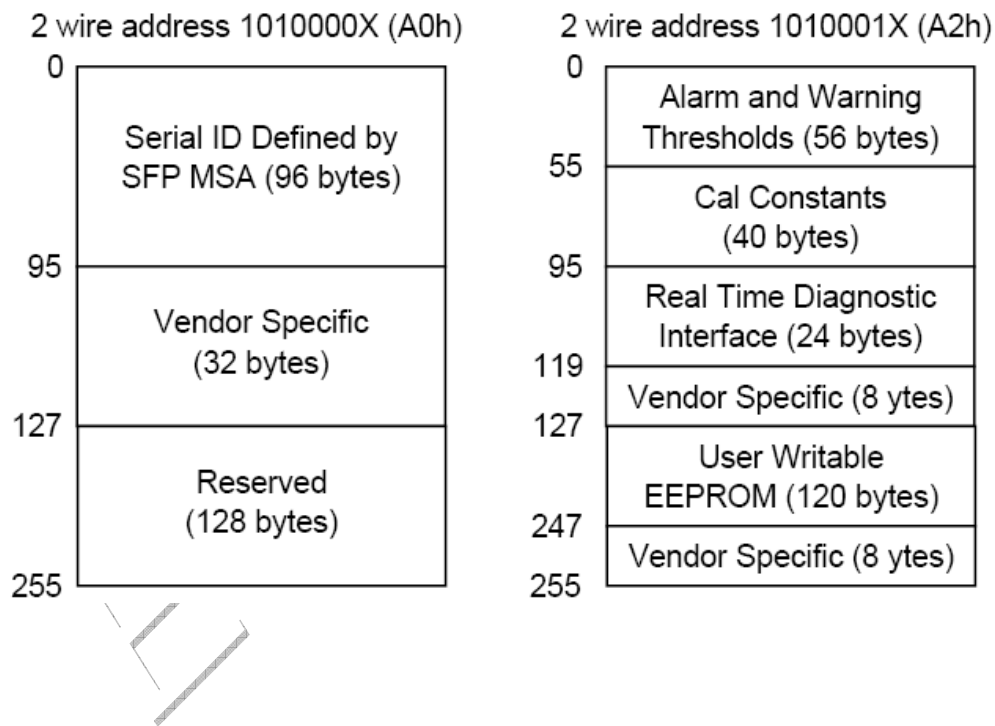 2 wire address 1010000X (A0h)
0
Serial ID Defined by
SFP MSA (96 bytes)
95
Vendor Specific
(32 bytes)
127
Reserved
(128 bytes)
255
2 wire address 1010001X (A2h)
0
Alarm and Warning
Thresholds (56 bytes)
55
Cal Constants
(40 bytes)
95
Real Time Diagnostic
Interface (24 bytes)
119
Vendor Specific (8 ytes)
127
User Writable
EEPROM (120 bytes)
247
Vendor Specific (8 ytes)
255